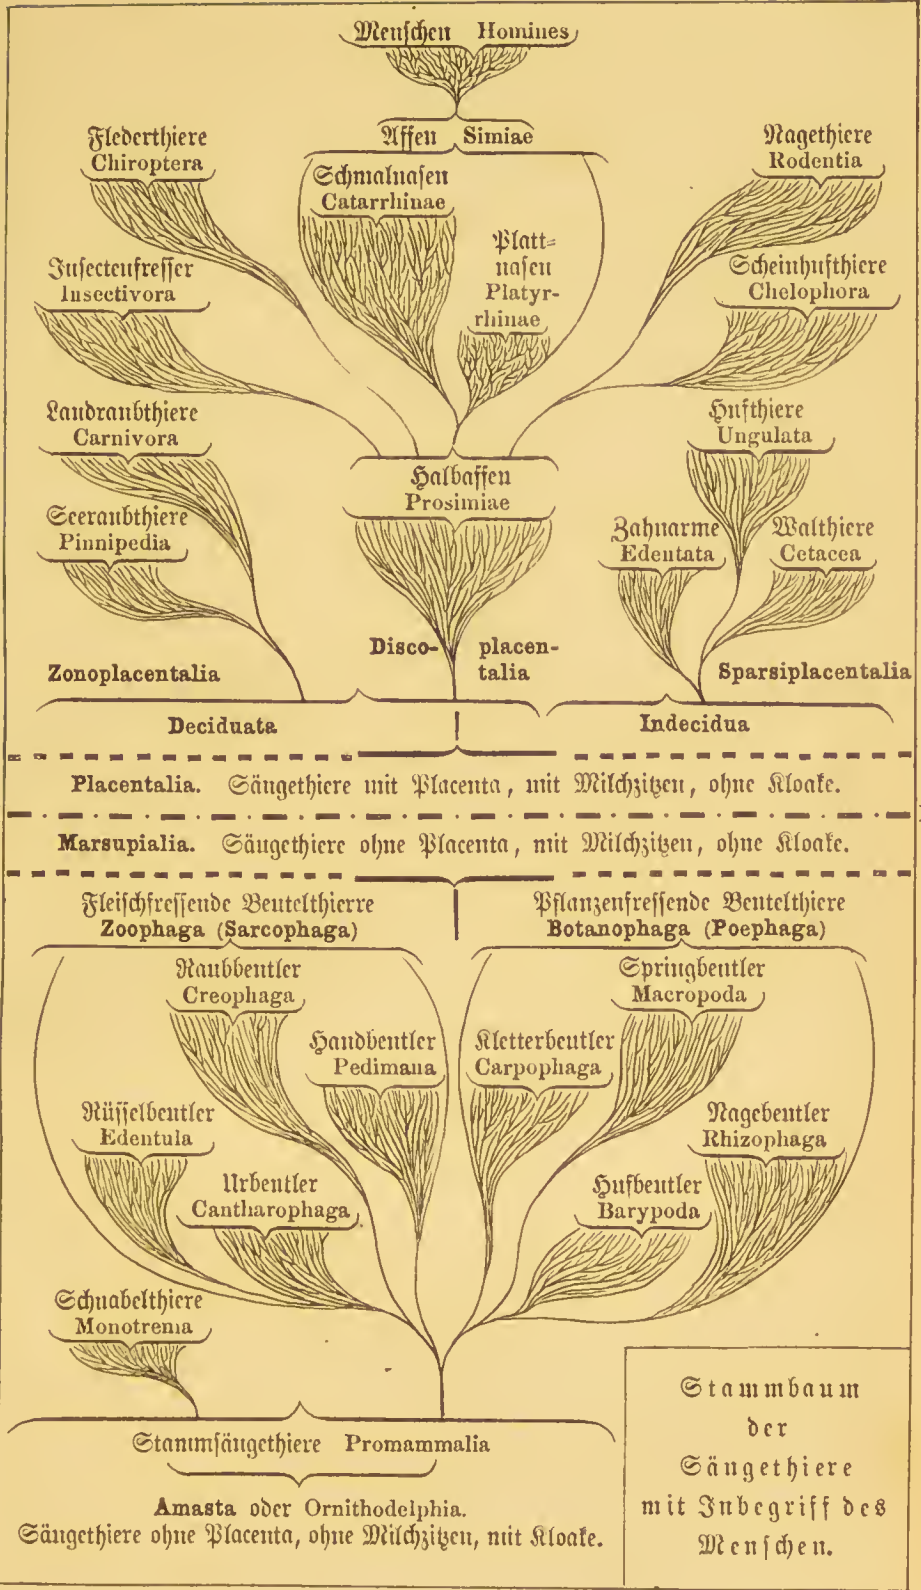 Menschen Homines
Affen Simiae
Flederthiere
Chiroptera
Schmalnasen
Catarrhinae
Nagethiere
Rodentia
Platt=
nasen
Platyr-
rhinae
Insectenfresser
Insectivora
Scheinhufthiere
Chelophora
Landraubthiere
Carnivora
Hufthiere
Ungulata
Halbaffen
Prosimiae
Seeraubthiere
Pinnipedia
Zahnarme
Edentata
Walthiere
Cetacea
Zonoplacentalia
Disco- placen-
talia
Sparsiplacentalia
Deciduata
Indecidua
Placentalia. Säugethiere mit Placenta, mit Milchzitzen, ohne Kloake.
Marsupialia. Säugethiere ohne Placenta, mit Milchzitzen, ohne Kloake.
Fleischfressende Beutelthierre
Zoophaga (Sarcophaga)
Pflanzenfressende Beutelthiere
Botanophaga (Poephaga)
Raubbeutler
Creophaga
Springbeutler
Macropoda
Handbeutler
Pedimana
Kletterbeutler
Carpophaga
Rüsselbeutler
Edentula
Nagebeutler
Rhizophaga
Urbeutler
Cantharophaga
Hufbeutler
Barypoda
Schnabelthiere
Monotrema
Stammsäugethiere Promammalia
Amasta oder Ornithodelphia.
Säugethiere ohne Placenta, ohne Milchzitzen, mit Kloake.
Stammbaum
der
Säugethiere
mit Inbegriff des
Menschen.